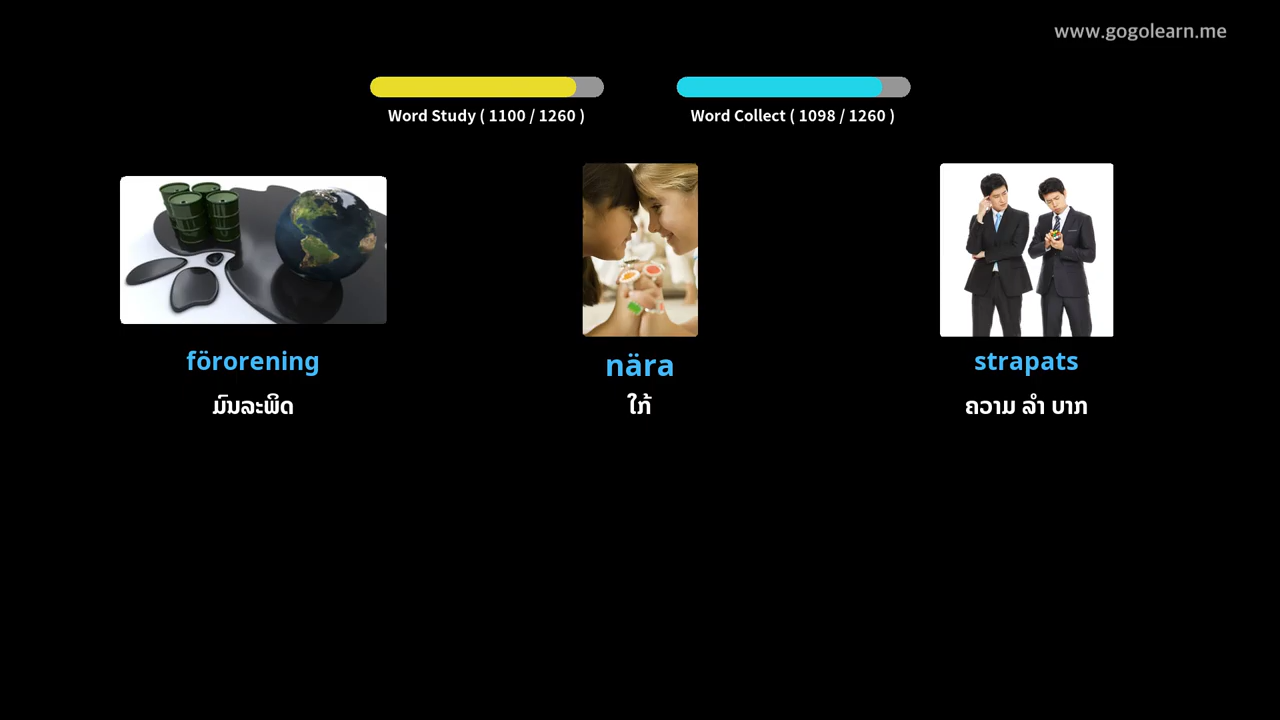 www.gogolearn.me
Word Study ( 1100 / 1260 )
Word Collect ( 1098 / 1260 )
förorening
nära
strapats
ມົນລະພິດ
ໃກ້
ຄວາມ ລຳ ບາກ